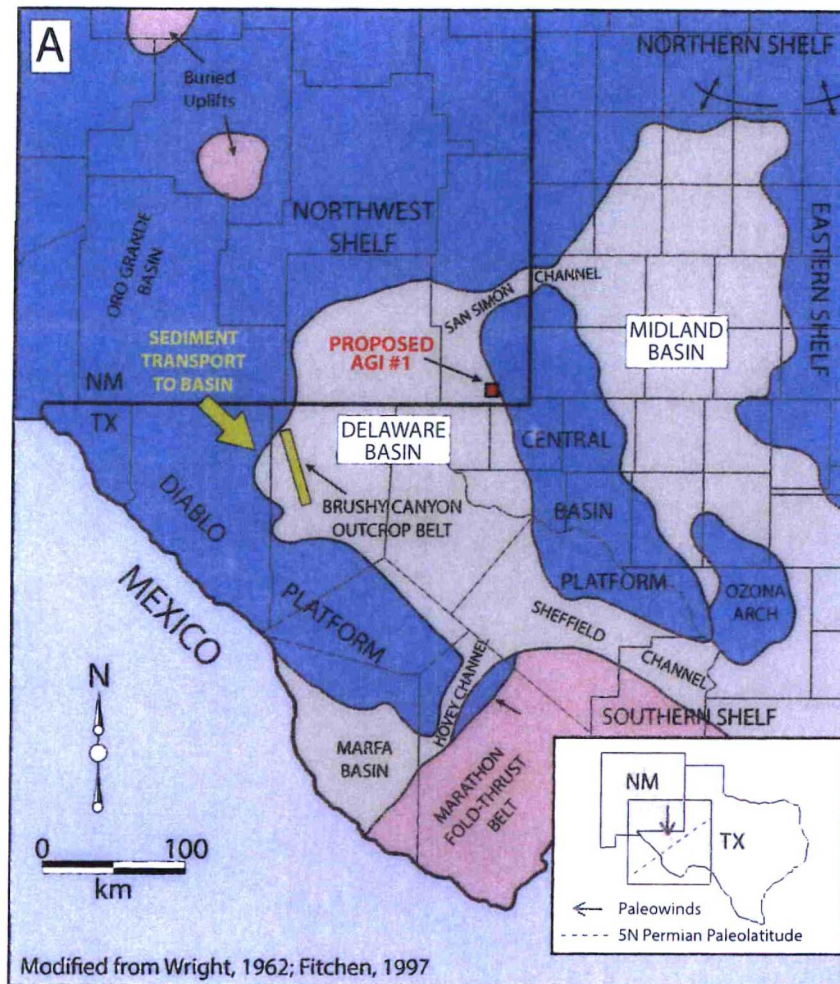 A
NORTHERN SHELF
Buried
Uplifts
NORTHWEST
SHELF
ORO GRANDE
BASIN
EASTERN SHELF
SAN SIMON
CHANNEL
MIDLAND
BASIN
SEDIMENT
TRANSPORT
TO BASIN
PROPOSED
AGI #1
NM
TX
DELAWARE
BASIN
CENTRAL
BASIN
PLATFORM
BRUSHY CANYON
OUTCROP BELT
DIABLO
PLATFORM
OZONA
ARCH
MEXICO
SHEFFIELD
CHANNEL
HOVEY CHANNEL
SOUTHERN SHELF
N
MARFA
BASIN
MARATHON
FOLD-THRUST
BELT
0 100
km
NM
TX
Paleowinds
5N Permian Paleolatitude
Modified from Wright, 1962; Fitchen, 1997